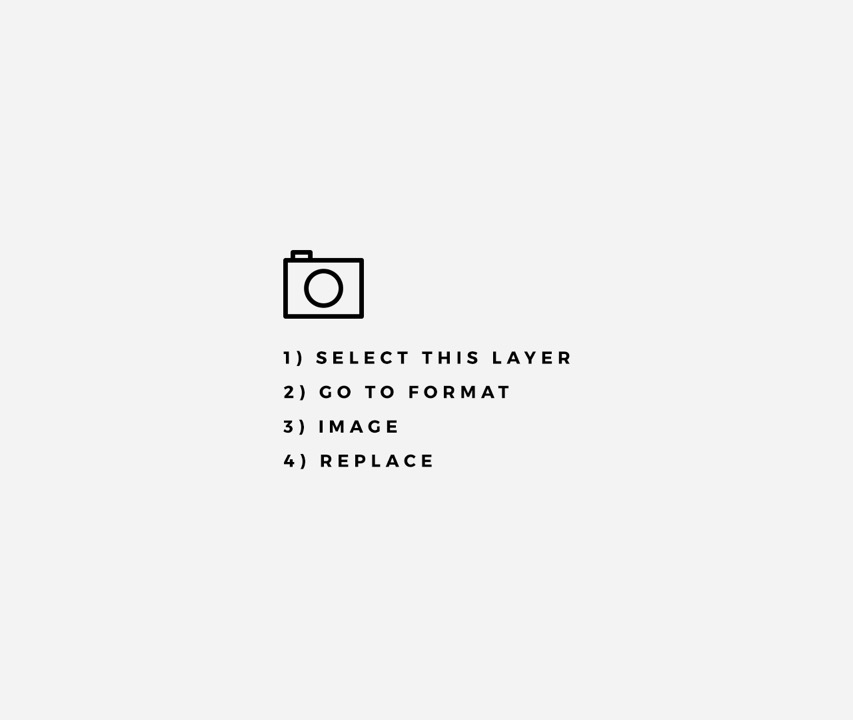 1) SELECT THIS LAYER
2) GO TO FORMAT
3) IMAGE
4) REPLACE